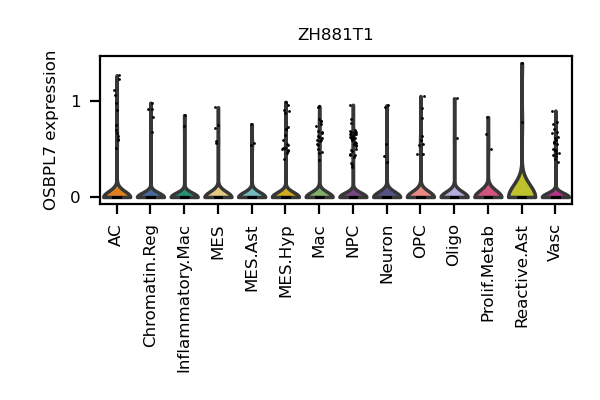 ZH881T1
OSBPL7 expression
1
0
AC
Chromatin.Reg
Inflammatory.Mac
MES
MES.Ast
MES.Hyp
Mac
NPC
Neuron
OPC
Oligo
Prolif.Metab
Reactive.Ast
Vasc